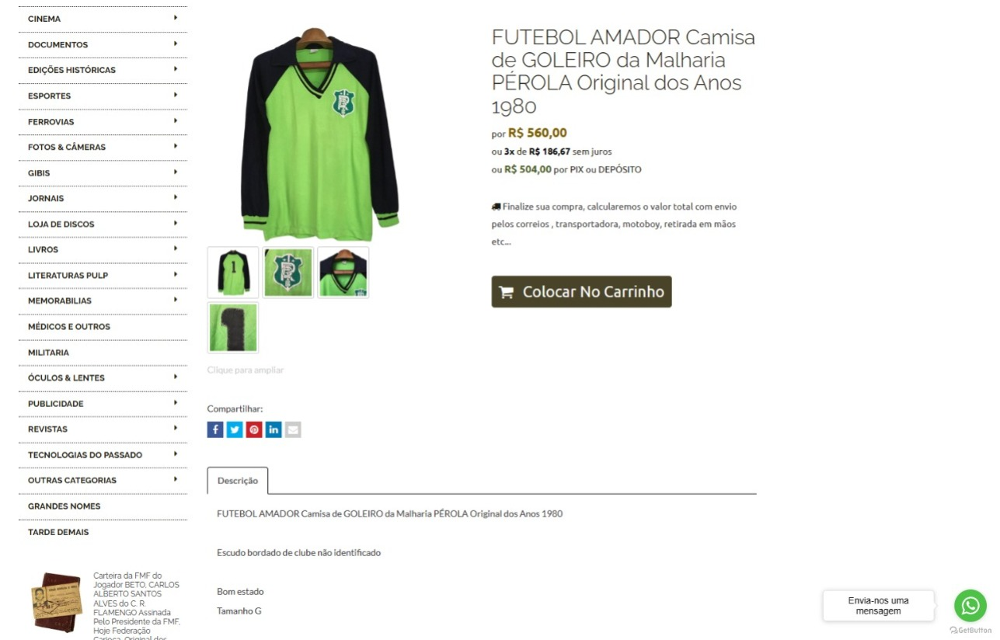 CINEMA
DOCUMENTOS
EDIÇÕES HISTÓRICAS
ESPORTES
FERROVIAS
FOTOS & CÂMERAS
GIBIS
JORNAIS
LOJA DE DISCOS
LIVROS
LITERATURAS PULP
MEMORABILIAS
MÉDICOS E OUTROS
MILITARIA
ÓCULOS & LENTES
PUBLICIDADE
REVISTAS
TECNOLOGIAS DO PASSADO
OUTRAS CATEGORIAS
GRANDES NOMES
TARDE DEMAIS
Carteira da FMF do
Jogador BETO, CARLOS
ALBERTO SANTOS
ALVES do C. R.
FLAMENGO Assinada
Pelo Presidente da FMF,
Hoje Federação
Carioca, Original dos
1
1
Clique para ampliar
Compartilhar:
FUTEBOL AMADOR Camisa
de GOLEIRO da Malharia
PÉROLA Original dos Anos
1980
por R$ 560,00
ou 3x de R$ 186,67 sem juros
ou R$ 504,00 por PIX ou DEPÓSITO
Finalize sua compra, calcularemos o valor total com envio
pelos correios , transportadora, motoboy, retirada em mãos
etc...
Colocar No Carrinho
Descrição
FUTEBOL AMADOR Camisa de GOLEIRO da Malharia PÉROLA Original dos Anos 1980
Escudo bordado de clube não identificado
Bom estado
Tamanho G
Envia-nos uma
mensagem
GetButton